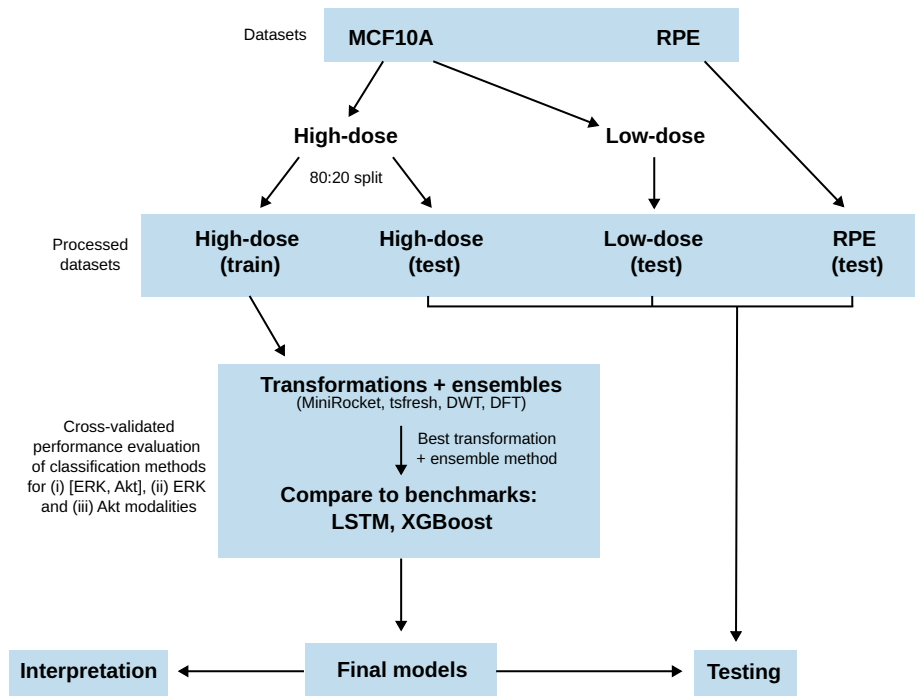 Datasets
MCF10A
RPE
High-dose
Low-dose
80:20 split
Processed
datasets
High-dose
(train)
High-dose
(test)
Low-dose
(test)
RPE
(test)
Cross-validated
performance evaluation
of classification methods
for (i) [ERK, Akt], (ii) ERK
and (iii) Akt modalities
Transformations + ensembles
(MiniRocket, tsfresh, DWT, DFT)
Best transformation
+ ensemble method
Compare to benchmarks:
LSTM, XGBoost
Interpretation
Final models
Testing